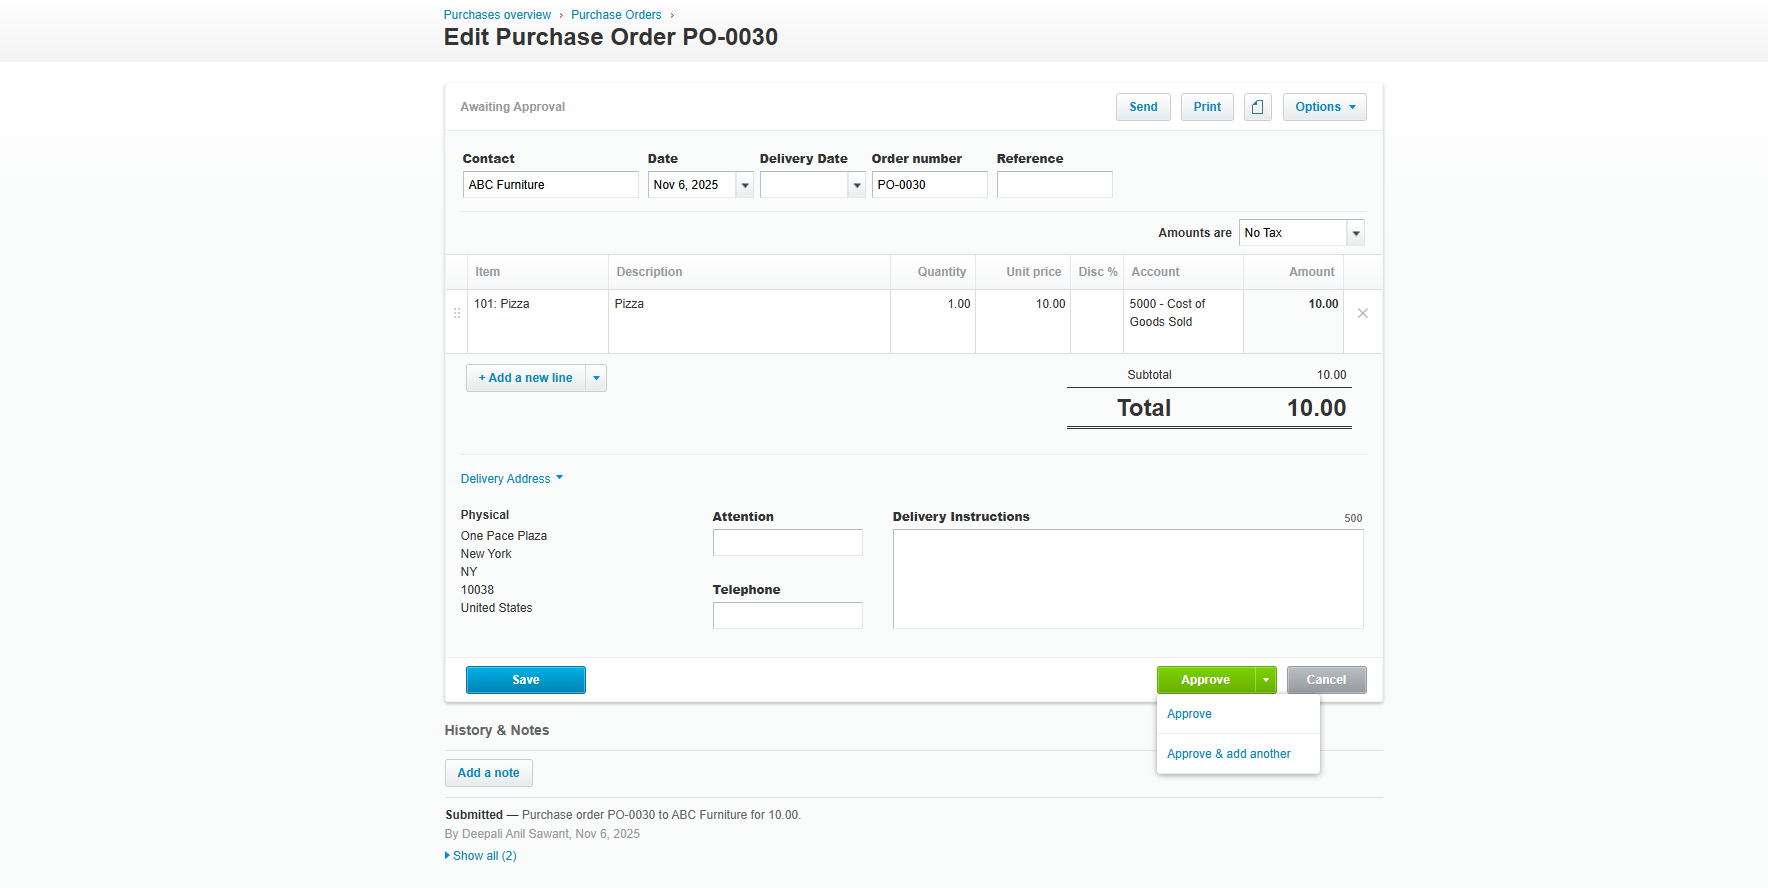 Purchases overview › Purchase Orders ›
Edit Purchase Order PO-0030
Awaiting Approval
Send
Print
Options
Contact
Date
Delivery Date
Order number
Reference
ABC Furniture
Nov 6, 2025
PO-0030
Amounts are
No Tax
Item
Description
Quantity
Unit price
Disc %
Account
Amount
101: Pizza
Pizza
1.00
10.00
5000 - Cost of
Goods Sold
10.00
+ Add a new line
Subtotal
10.00
Total
10.00
Delivery Address
Physical
One Pace Plaza
New York
NY
10038
United States
Attention
Telephone
Delivery Instructions
500
Save
Approve
Cancel
Approve
Approve & add another
History & Notes
Add a note
Submitted — Purchase order PO-0030 to ABC Furniture for 10.00.
By Deepali Anil Sawant, Nov 6, 2025
Show all (2)